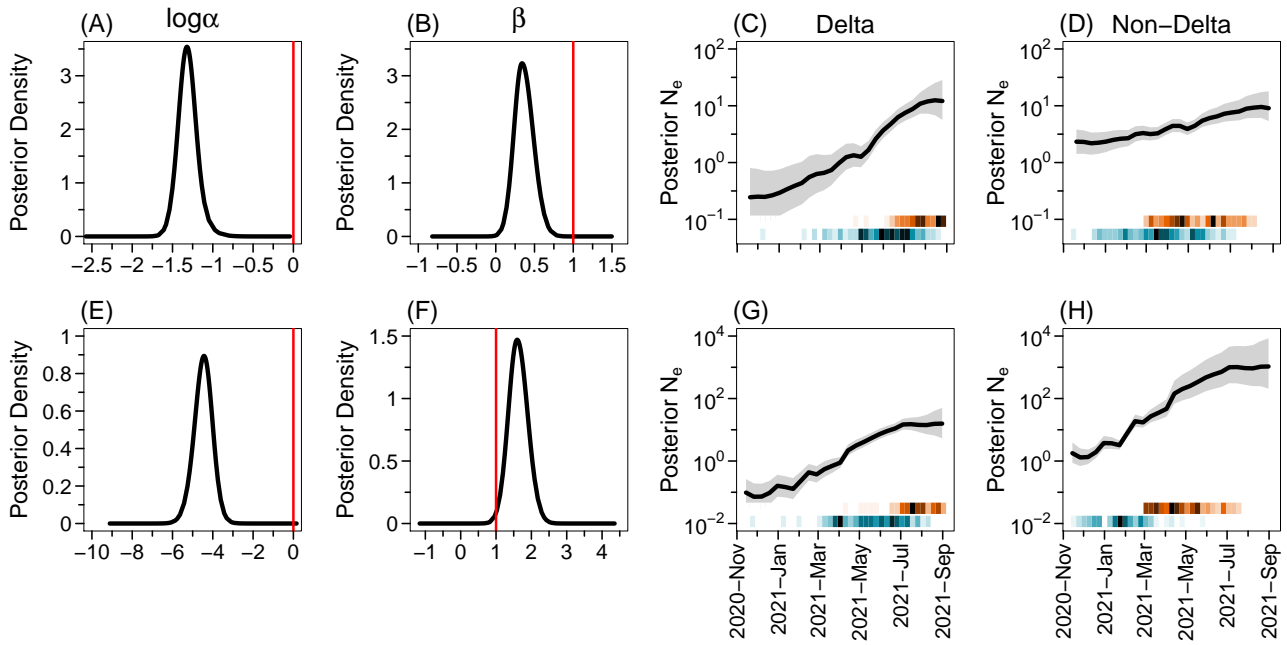 (A) logα
Posterior Density
3
2
1
0
−2.5 −2 −1.5 −1 −0.5 0
(B) β
Posterior Density
3
2
1
0
−1 −0.5 0 0.5 1 1.5
(C) Delta
Posterior Ne
10^2
10^1
10^0
10^−1
(D) Non−Delta
Posterior Ne
10^2
10^1
10^0
10^−1
(E)
Posterior Density
1
0.8
0.6
0.4
0.2
0
−10 −8 −6 −4 −2 0
(F)
Posterior Density
1.5
1
0.5
0
−1 0 1 2 3 4
(G)
Posterior Ne
10^4
10^2
10^0
10^−2
2020−Nov
2021−Jan
2021−Mar
2021−May
2021−Jul
2021−Sep
(H)
Posterior Ne
10^4
10^2
10^0
10^−2
2020−Nov
2021−Jan
2021−Mar
2021−May
2021−Jul
2021−Sep